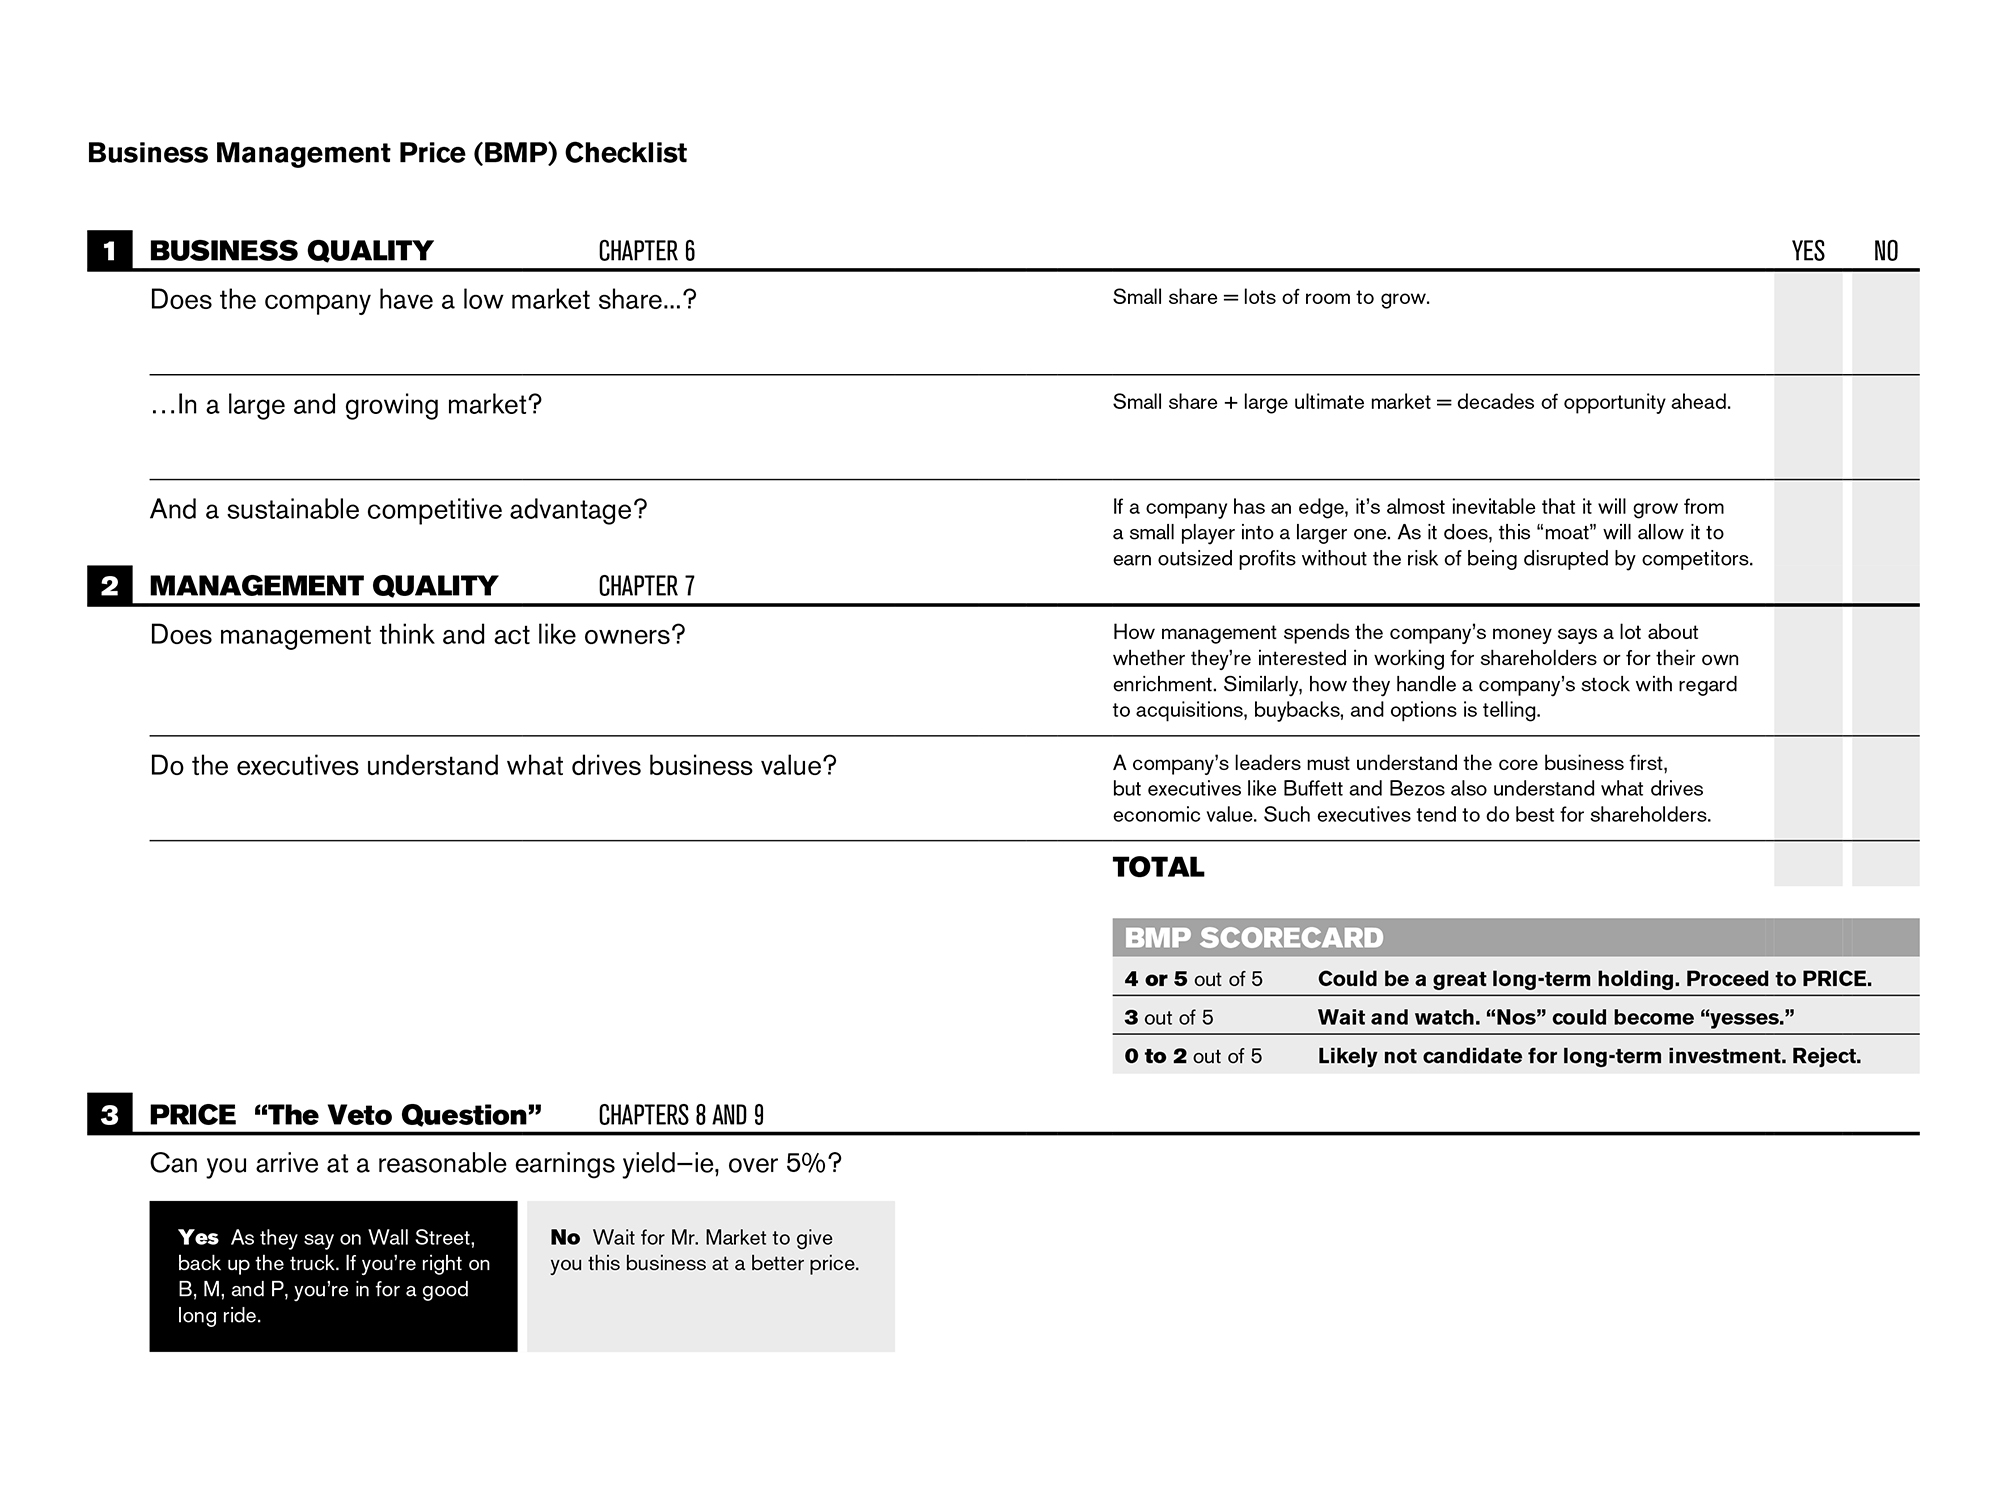 Business Management Price (BMP) Checklist
1 BUSINESS QUALITY CHAPTER 6 YES NO
Does the company have a low market share...? Small share = lots of room to grow.
…In a large and growing market? Small share + large ultimate market = decades of opportunity ahead.
And a sustainable competitive advantage? If a company has an edge, it’s almost inevitable that it will grow from
a small player into a larger one. As it does, this “moat” will allow it to
earn outsized profits without the risk of being disrupted by competitors.
2 MANAGEMENT QUALITY CHAPTER 7
Does management think and act like owners? How management spends the company’s money says a lot about
whether they’re interested in working for shareholders or for their own
enrichment. Similarly, how they handle a company’s stock with regard
to acquisitions, buybacks, and options is telling.
Do the executives understand what drives business value? A company’s leaders must understand the core business first,
but executives like Buffett and Bezos also understand what drives
economic value. Such executives tend to do best for shareholders.
TOTAL
BMP SCORECARD
4 or 5 out of 5 Could be a great long-term holding. Proceed to PRICE.
3 out of 5 Wait and watch. “Nos” could become “yesses.”
0 to 2 out of 5 Likely not candidate for long-term investment. Reject.
3 PRICE “The Veto Question” CHAPTERS 8 AND 9
Can you arrive at a reasonable earnings yield—ie, over 5%?
Yes As they say on Wall Street,
back up the truck. If you’re right on
B, M, and P, you’re in for a good
long ride.
No Wait for Mr. Market to give
you this business at a better price.